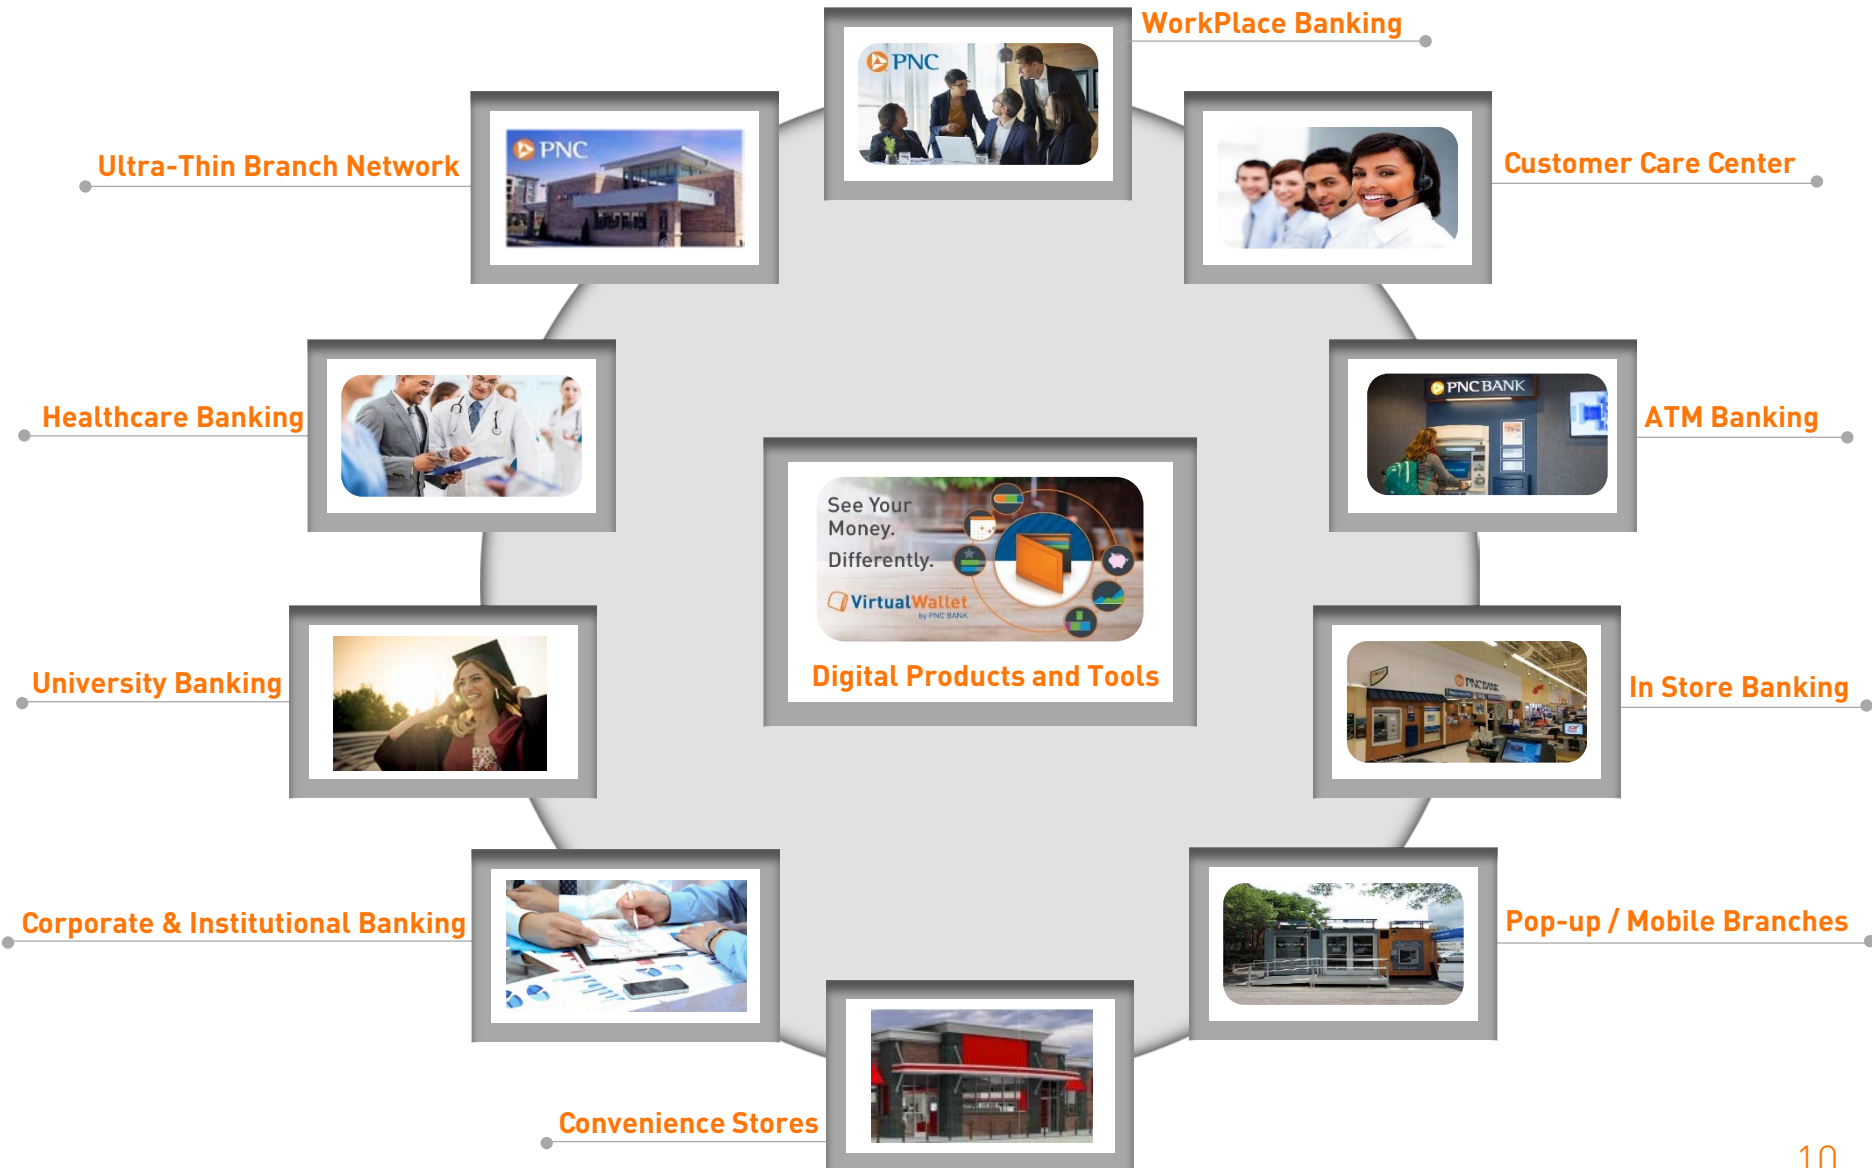 WorkPlace Banking
PNC
Ultra-Thin Branch Network
PNC
Customer Care Center
Healthcare Banking
PNC BANK
ATM Banking
See Your
Money.
Differently.
VirtualWallet
by PNC BANK
Digital Products and Tools
University Banking
PNC BANK
In Store Banking
Corporate & Institutional Banking
Pop-up / Mobile Branches
Convenience Stores
10